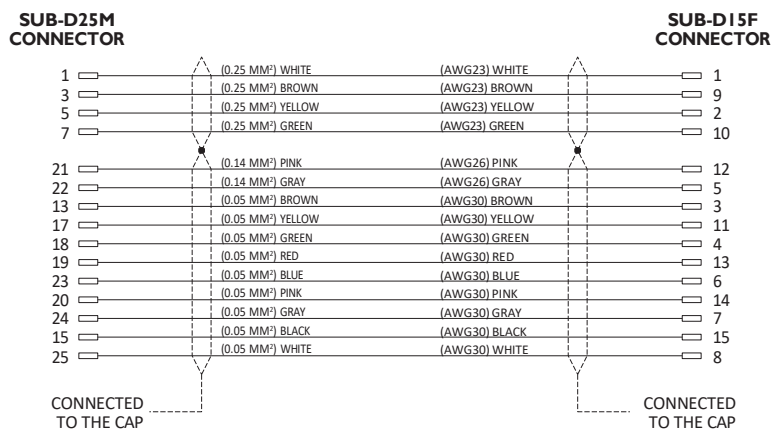 SUB-D25M
CONNECTOR
SUB-D15F
CONNECTOR
1 (0.25 MM²) WHITE (AWG23) WHITE 1
3 (0.25 MM²) BROWN (AWG23) BROWN 9
5 (0.25 MM²) YELLOW (AWG23) YELLOW 2
7 (0.25 MM²) GREEN (AWG23) GREEN 10
21 (0.14 MM²) PINK (AWG26) PINK 12
22 (0.14 MM²) GRAY (AWG26) GRAY 5
13 (0.05 MM²) BROWN (AWG30) BROWN 3
17 (0.05 MM²) YELLOW (AWG30) YELLOW 11
18 (0.05 MM²) GREEN (AWG30) GREEN 4
19 (0.05 MM²) RED (AWG30) RED 13
23 (0.05 MM²) BLUE (AWG30) BLUE 6
20 (0.05 MM²) PINK (AWG30) PINK 14
24 (0.05 MM²) GRAY (AWG30) GRAY 7
15 (0.05 MM²) BLACK (AWG30) BLACK 15
25 (0.05 MM²) WHITE (AWG30) WHITE 8
CONNECTED
TO THE CAP
CONNECTED
TO THE CAP